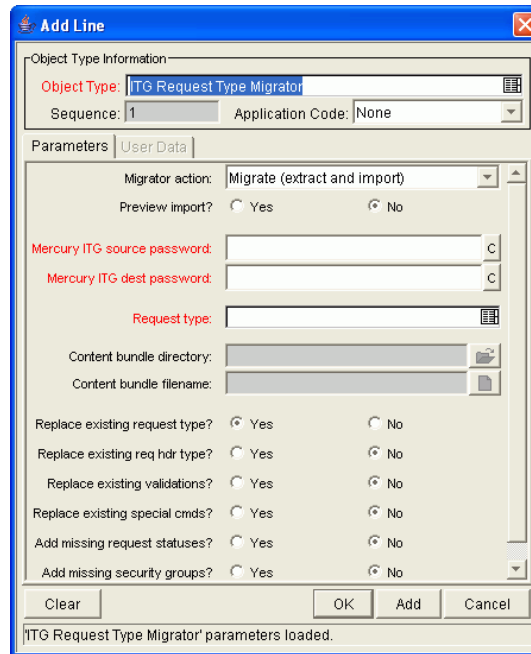 Add Line
Object Type Information
Object Type: ITG Request Type Migrator
Sequence: 1 Application Code: None
Parameters User Data
Migrator action: Migrate (extract and import)
Preview import? Yes No
Mercury ITG source password: C
Mercury ITG dest password: C
Request type:
Content bundle directory:
Content bundle filename:
Replace existing request type? Yes No
Replace existing req hdr type? Yes No
Replace existing validations? Yes No
Replace existing special cmds? Yes No
Add missing request statuses? Yes No
Add missing security groups? Yes No
Clear OK Add Cancel
'ITG Request Type Migrator' parameters loaded.